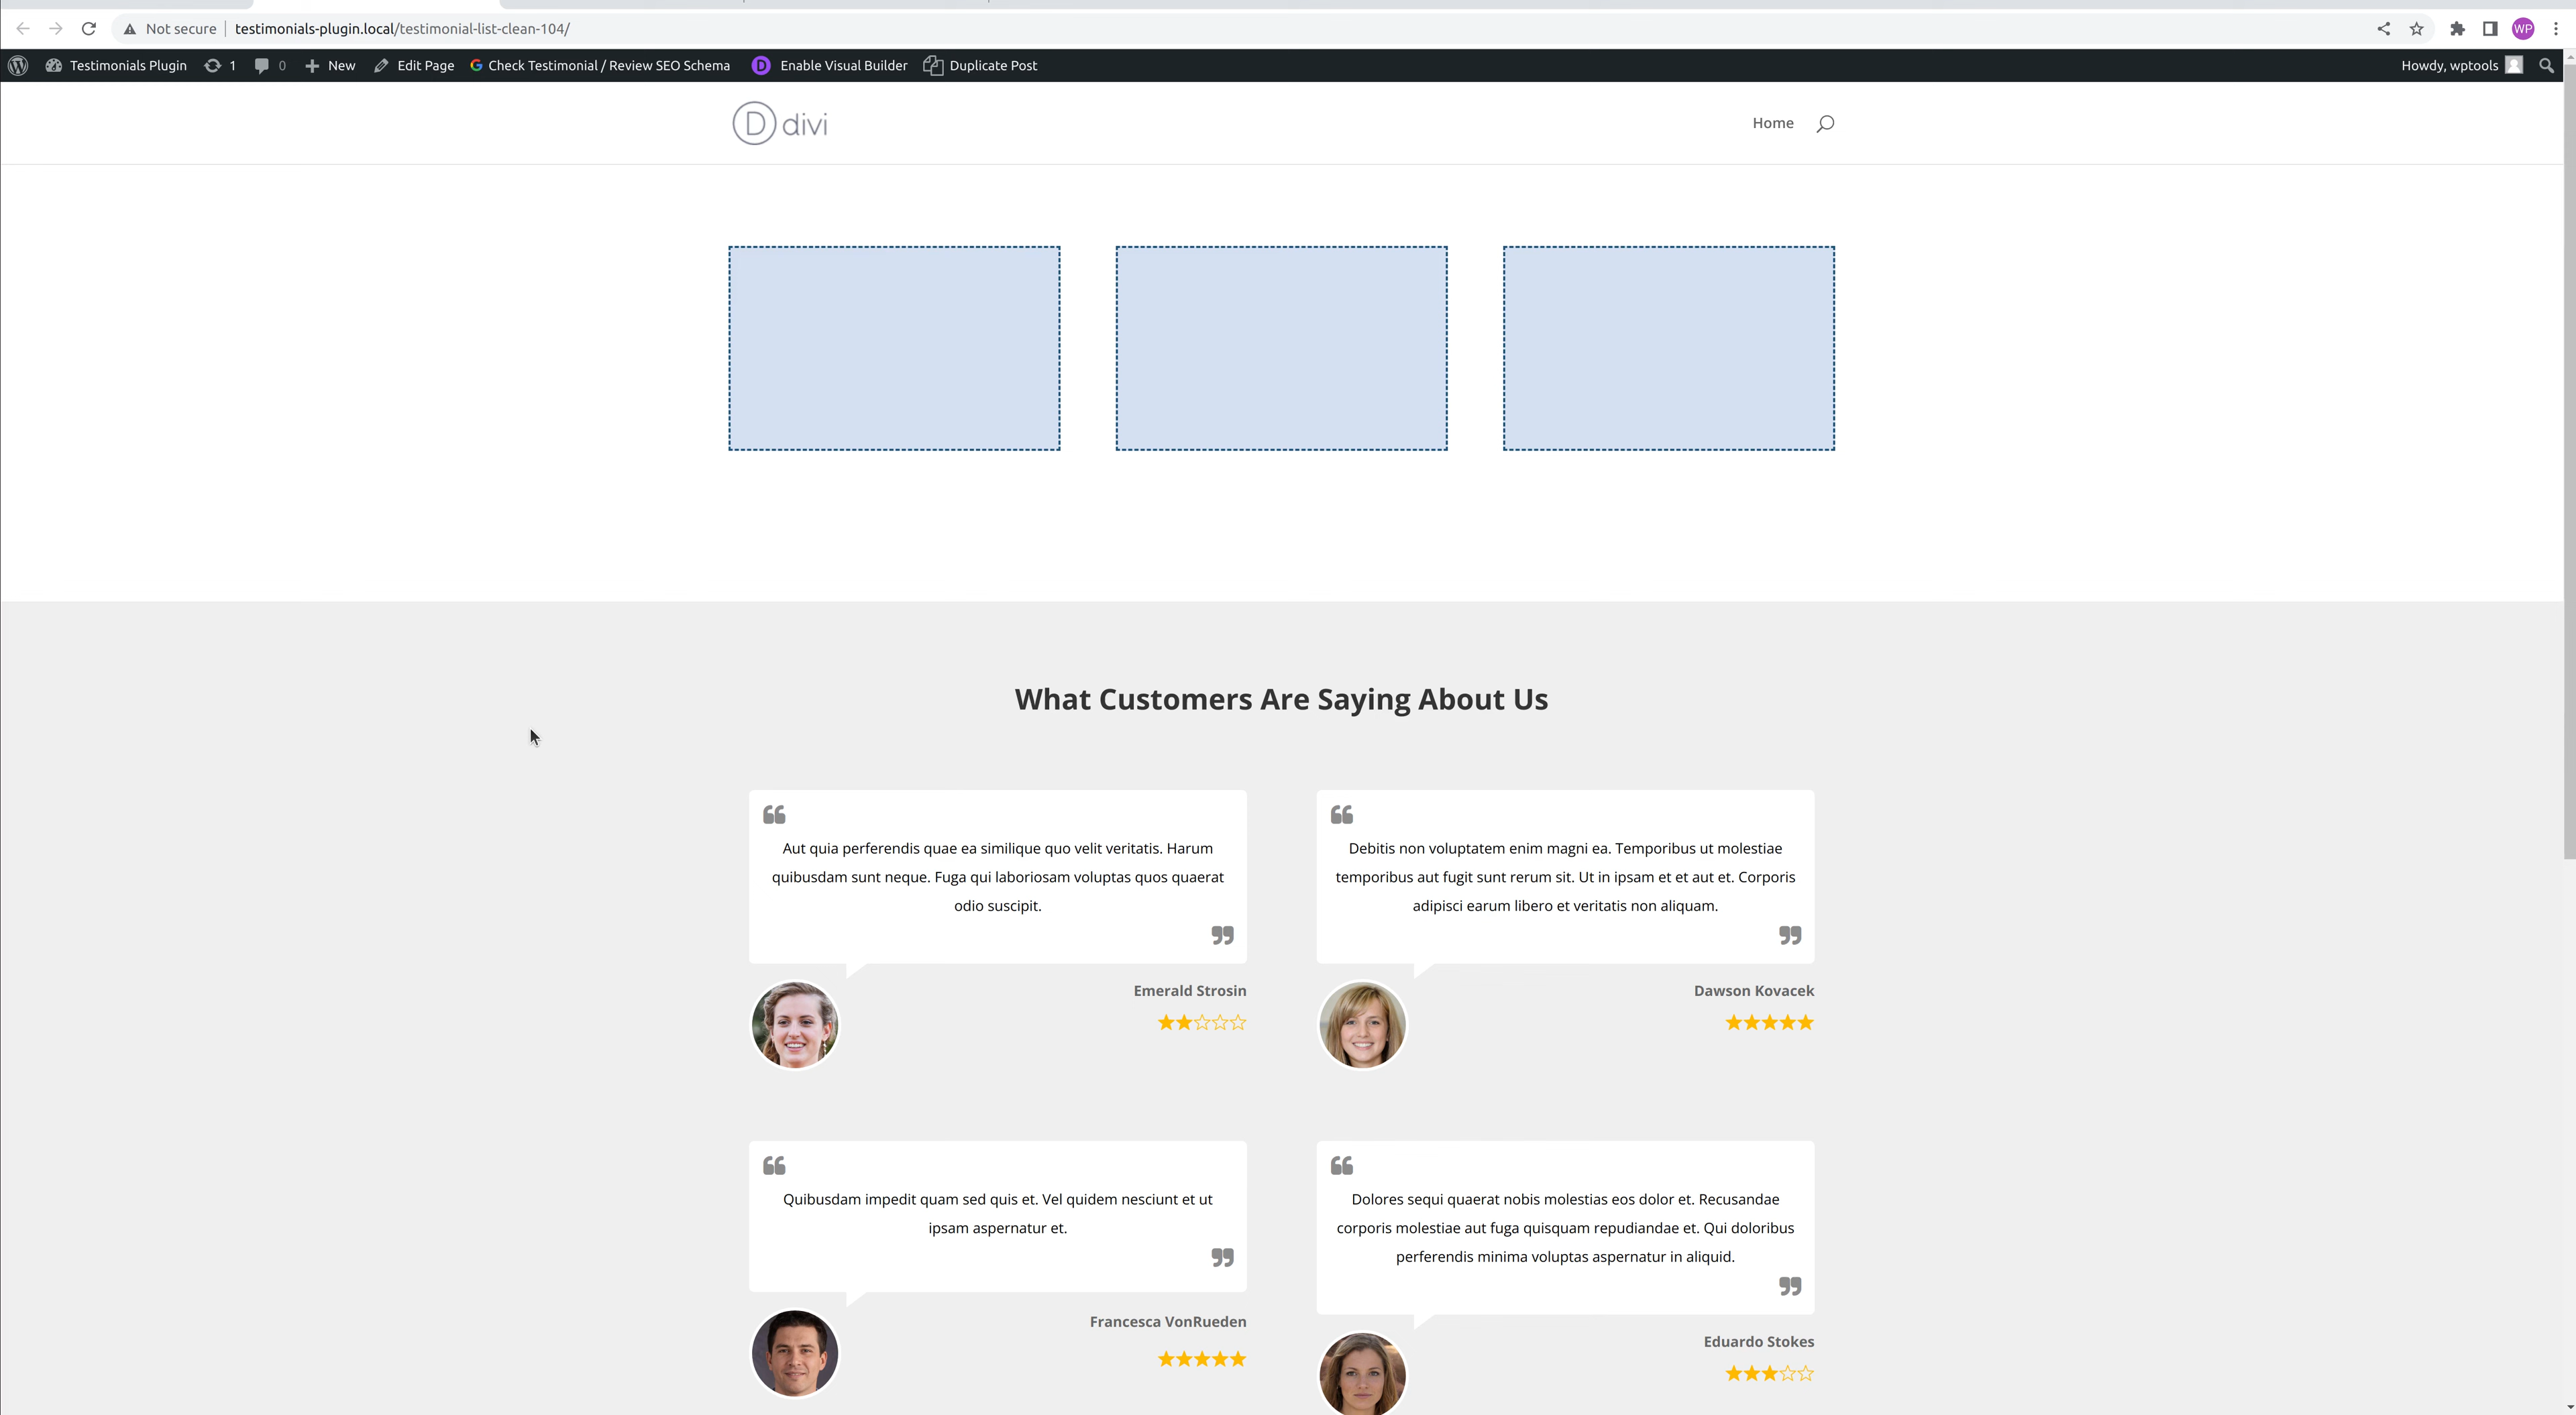 Not secure
testimonials-plugin.local/testimonial-list-clean-104/
WP
Testimonials Plugin
1
0
New
Edit Page
G Check Testimonial / Review SEO Schema
D Enable Visual Builder
Duplicate Post
Howdy, wptools
D divi
Home
What Customers Are Saying About Us
Aut quia perferendis quae ea similique quo velit veritatis. Harum
quibusdam sunt neque. Fuga qui laboriosam voluptas quos quaerat
odio suscipit.
Emerald Strosin
Debitis non voluptatem enim magni ea. Temporibus ut molestiae
temporibus aut fugit sunt rerum sit. Ut in ipsam et et aut et. Corporis
adipisci earum libero et veritatis non aliquam.
Dawson Kovacek
Quibusdam impedit quam sed quis et. Vel quidem nesciunt et ut
ipsam aspernatur et.
Francesca VonRueden
Dolores sequi quaerat nobis molestias eos dolor et. Recusandae
corporis molestiae aut fuga quisquam repudiandae et. Qui doloribus
perferendis minima voluptas aspernatur in aliquid.
Eduardo Stokes